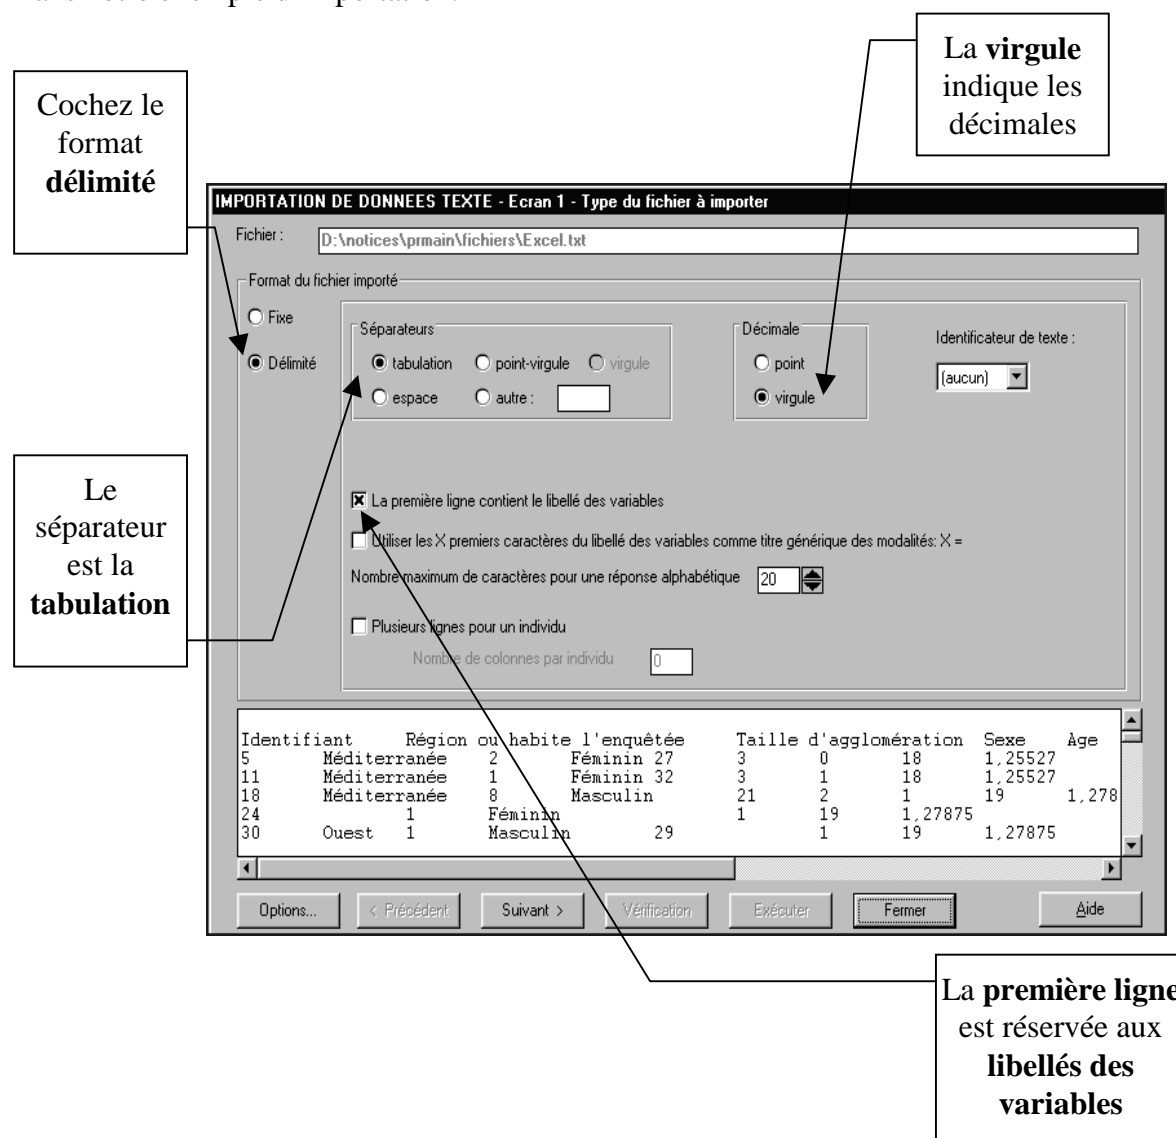 La virgule
indique les
décimales
Cochez le
format
délimité
IMPORTATION DE DONNEES TEXTE - Ecran 1 - Type du fichier à importer
Fichier : D:\notices\prmain\fichiers\Excel.txt
Format du fichier importé
Fixe
Délimité
Séparateurs
tabulation point-virgule virgule
espace autre :
Décimale
point
virgule
Identificateur de texte :
(aucun)
Le
séparateur
est la
tabulation
La première ligne contient le libellé des variables
Utiliser les X premiers caractères du libellé des variables comme titre générique des modalités: X =
Nombre maximum de caractères pour une réponse alphabétique 20
Plusieurs lignes pour un individu
Nombre de colonnes par individu 0
Identifiant Région ou habite l'enquêtée Taille d'agglomération Sexe Age
5 Méditerranée 2 Féminin 27 3 0 18 1,25527
11 Méditerranée 1 Féminin 32 3 1 18 1,25527
18 Méditerranée 8 Masculin 21 2 1 19 1,278
24 1 Féminin 1 19 1,27875
30 Ouest 1 Masculin 29 1 19 1,27875
Options... < Précédent Suivant > Vérification Exécuter Fermer Aide
La première ligne
est réservée aux
libellés des
variables